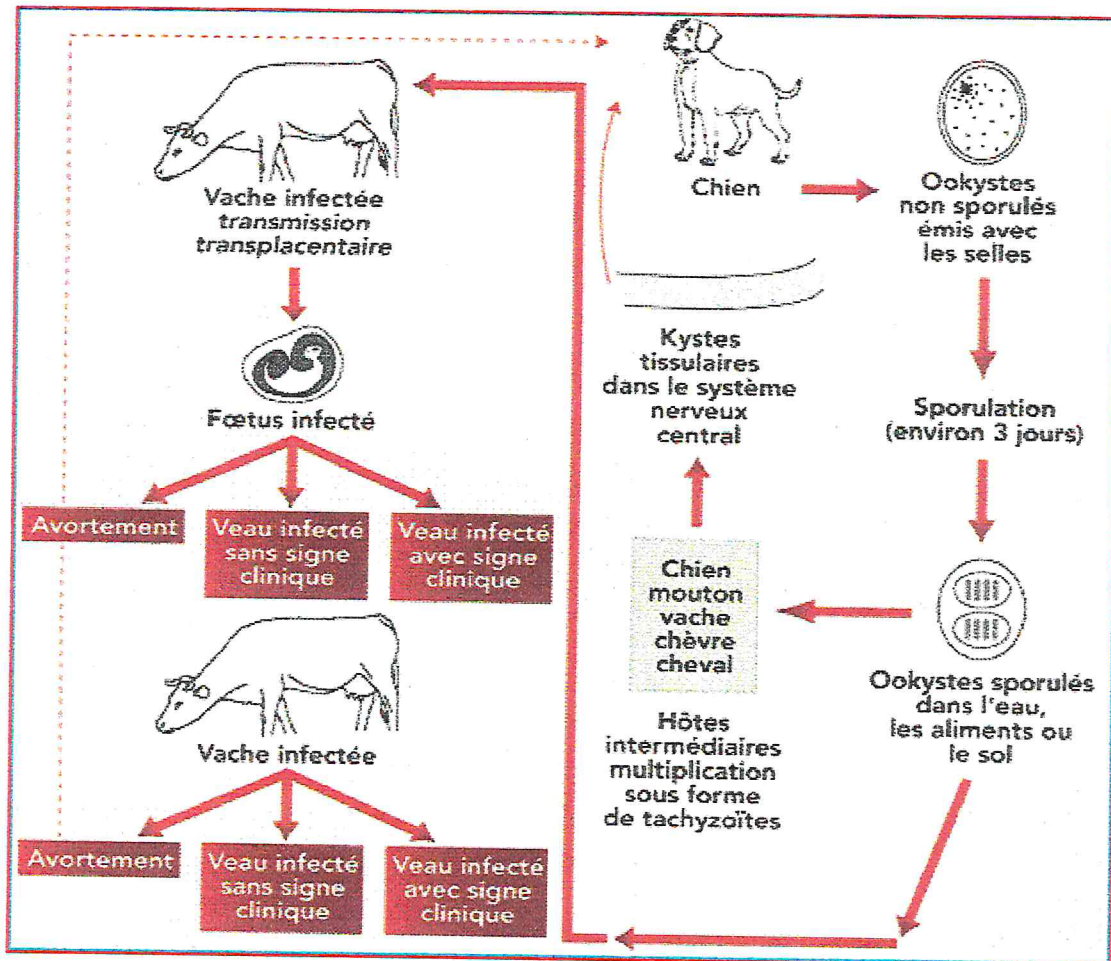 Vache infectée
transmission
transplacentaire
Fœtus infecté
Avortement
Veau infecté
sans signe
clinique
Veau infecté
avec signe
clinique
Vache infectée
Avortement
Veau infecté
sans signe
clinique
Veau infecté
avec signe
clinique
Chien
Ookystes
non sporulés
émis avec
les selles
Kystes
tissulaires
dans le système
nerveux
central
Sporulation
(environ 3 jours)
Chien
mouton
vache
chèvre
cheval
Ookystes sporulés
dans l'eau,
les aliments ou
le sol
Hôtes
intermédiaires
multiplication
sous forme
de tachyzoïtes